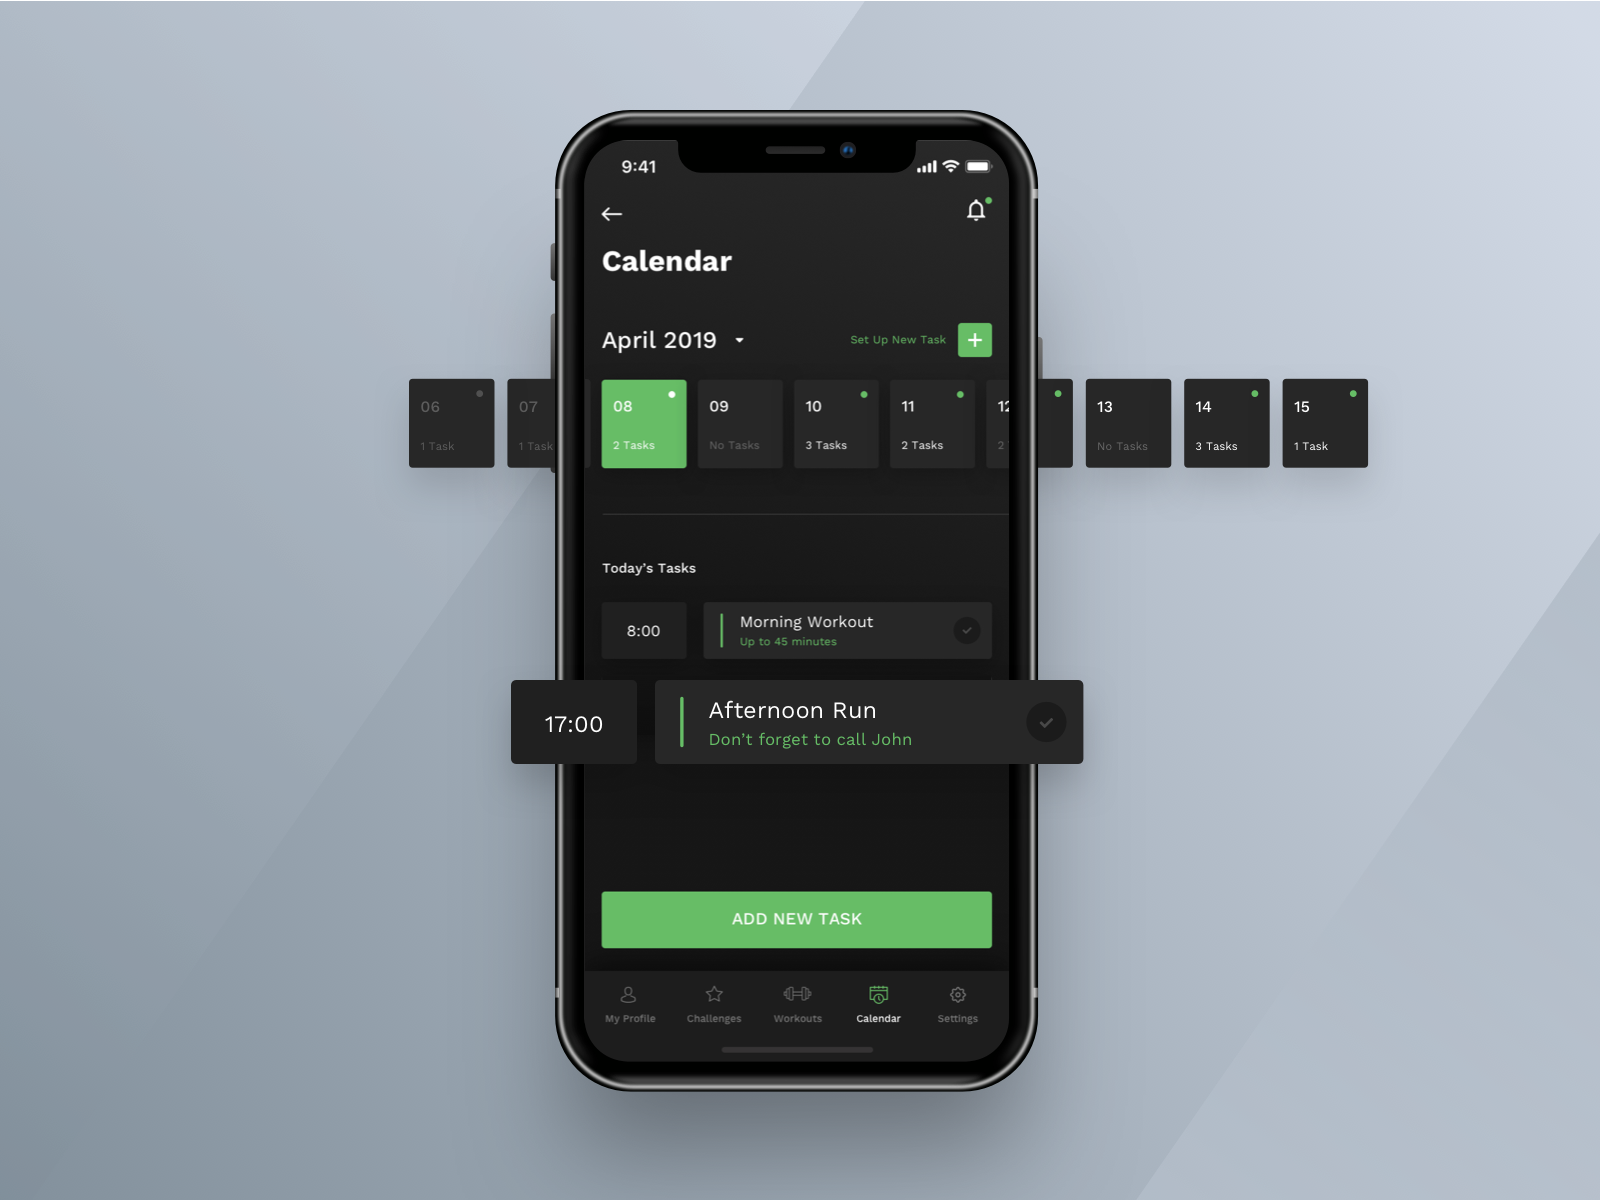 9:41
Calendar
April 2019
Set Up New Task
06
1 Task
07
1 Task
08
2 Tasks
09
No Tasks
10
3 Tasks
11
2 Tasks
12
2
13
No Tasks
14
3 Tasks
15
1 Task
Today's Tasks
8:00
Morning Workout
Up to 45 minutes
17:00
Afternoon Run
Don't forget to call John
ADD NEW TASK
My Profile
Challenges
Workouts
Calendar
Settings